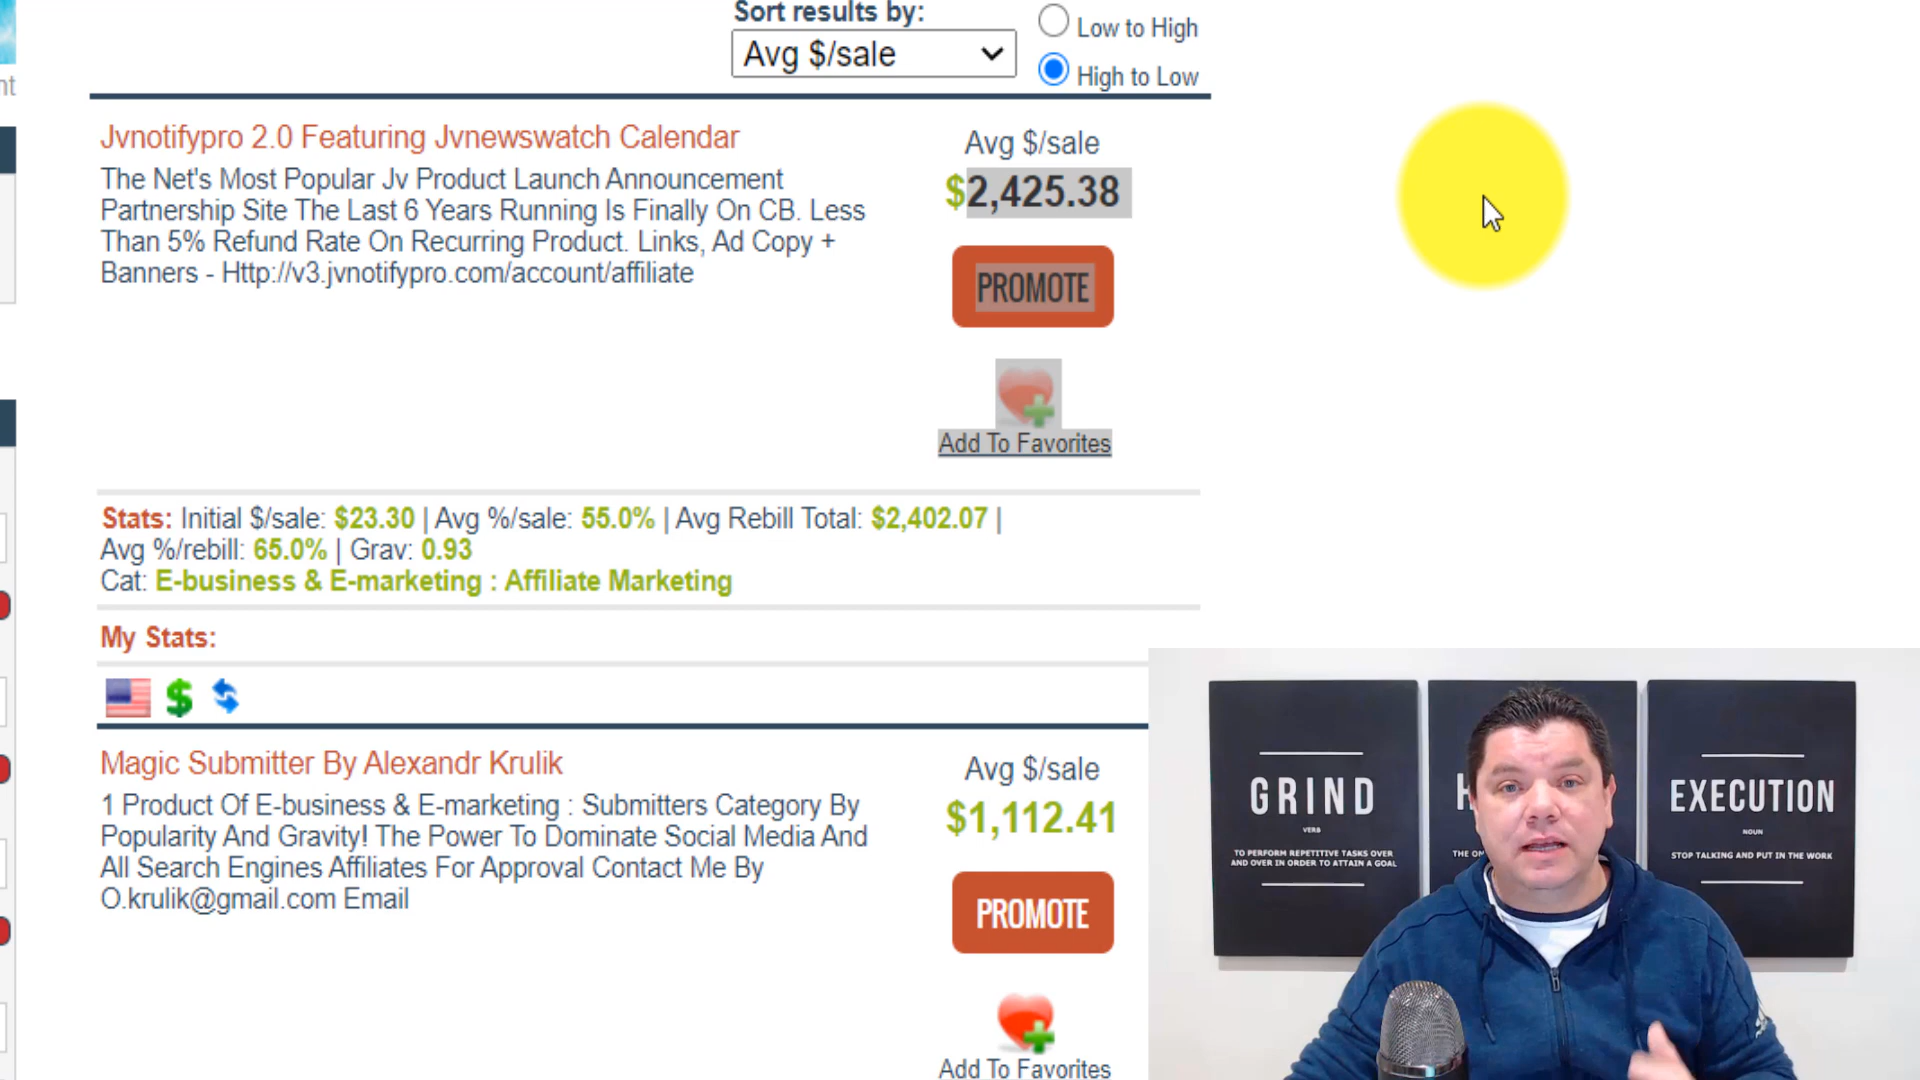 Sort results by:
Avg $/sale
Low to High
High to Low
nt
Jvnotifypro 2.0 Featuring Jvnewswatch Calendar
The Net's Most Popular Jv Product Launch Announcement
Partnership Site The Last 6 Years Running Is Finally On CB. Less
Than 5% Refund Rate On Recurring Product. Links, Ad Copy +
Banners - Http://v3.jvnotifypro.com/account/affiliate
Avg $/sale
$2,425.38
PROMOTE
Add To Favorites
Stats: Initial $/sale: $23.30 | Avg %/sale: 55.0% | Avg Rebill Total: $2,402.07 |
Avg %/rebill: 65.0% | Grav: 0.93
Cat: E-business & E-marketing : Affiliate Marketing
My Stats:
Magic Submitter By Alexandr Krulik
1 Product Of E-business & E-marketing : Submitters Category By
Popularity And Gravity! The Power To Dominate Social Media And
All Search Engines Affiliates For Approval Contact Me By
O.krulik@gmail.com Email
Avg $/sale
$1,112.41
PROMOTE
Add To Favorites
GRIND
VERB
TO PERFORM REPETITIVE TASKS OVER
AND OVER IN ORDER TO ATTAIN A GOAL
EXECUTION
NOUN
STOP TALKING AND PUT IN THE WORK